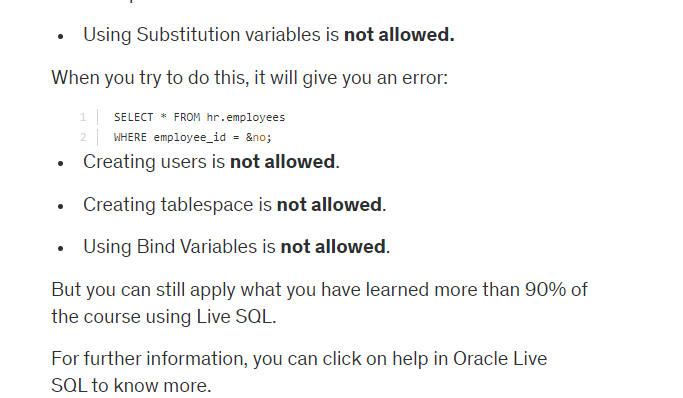 • Using Substitution variables is not allowed.
When you try to do this, it will give you an error:
1 SELECT * FROM hr.employees
2 WHERE employee_id = &no;
• Creating users is not allowed.
• Creating tablespace is not allowed.
• Using Bind Variables is not allowed.
But you can still apply what you have learned more than 90% of
the course using Live SQL.
For further information, you can click on help in Oracle Live
SQL to know more.